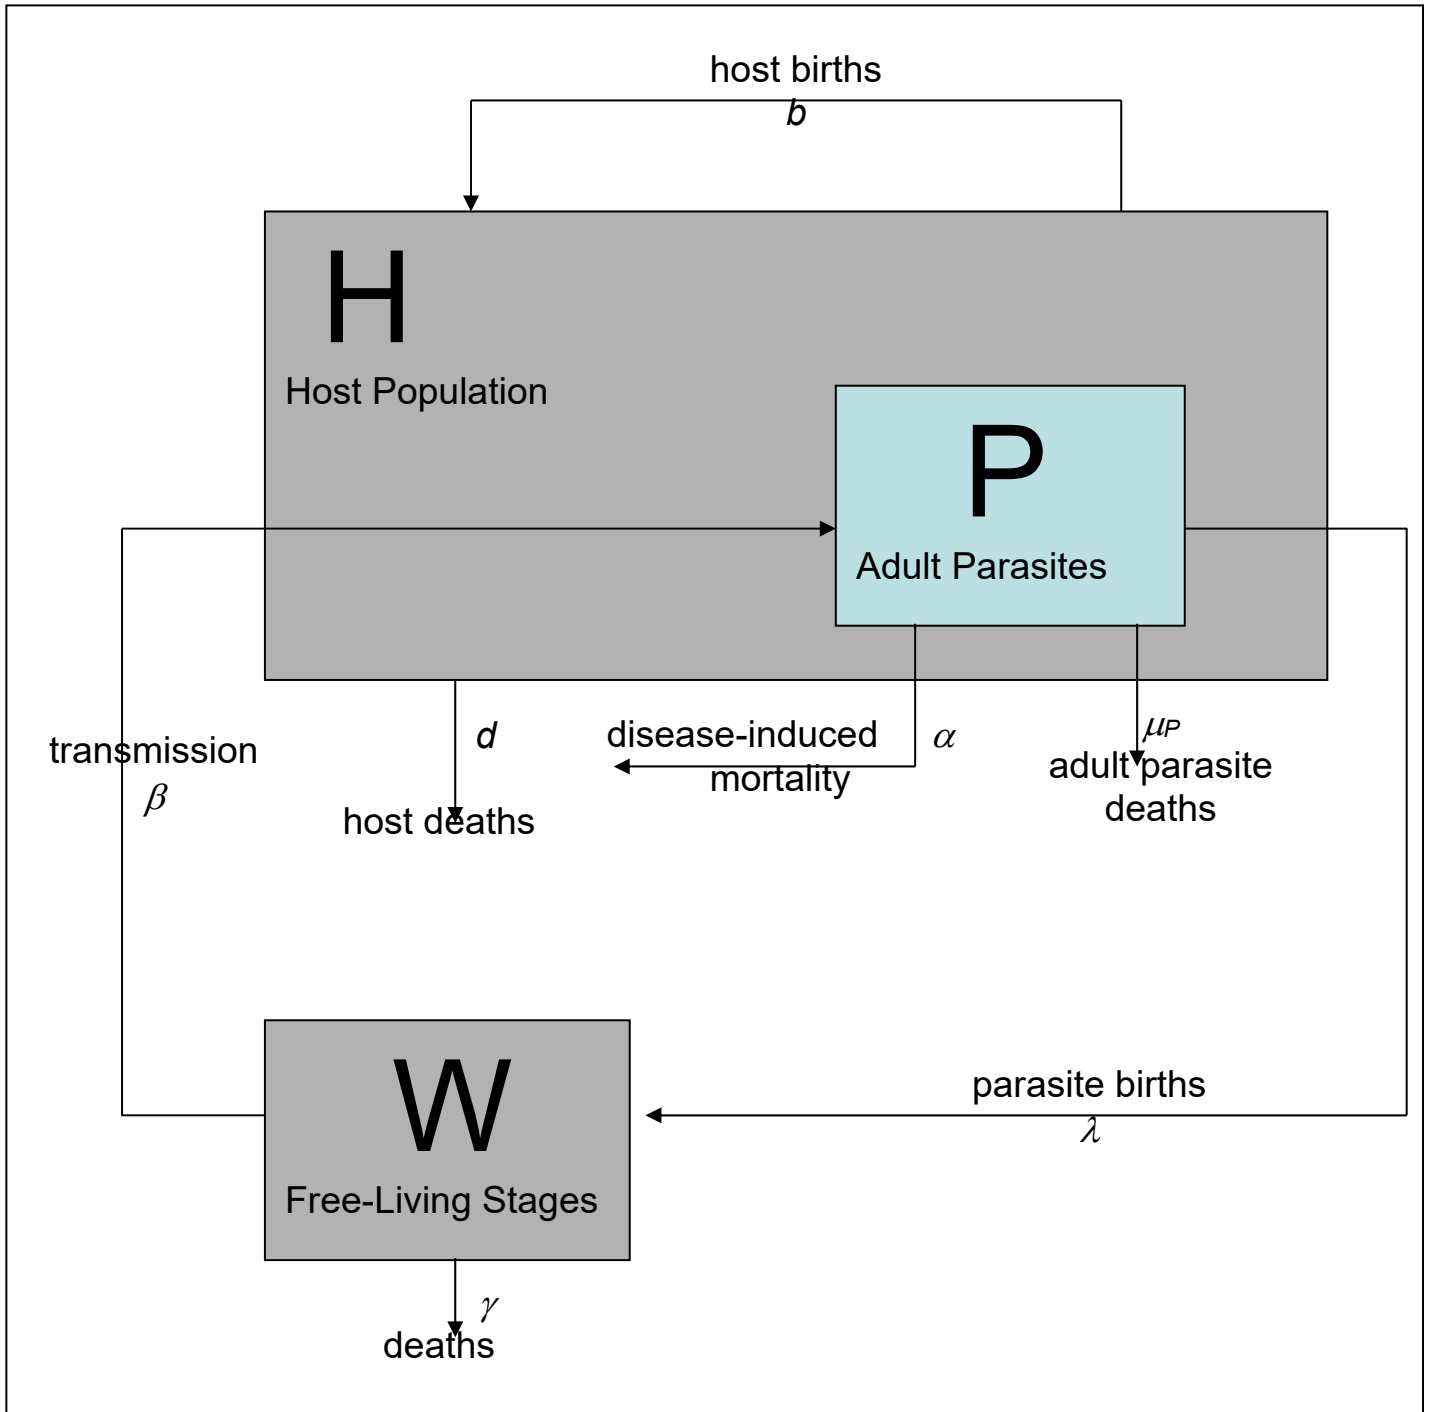 host births
b
H
Host Population
P
Adult Parasites
transmission
β
d
host deaths
disease-induced
mortality
α
μP
adult parasite
deaths
W
Free-Living Stages
parasite births
λ
γ
deaths